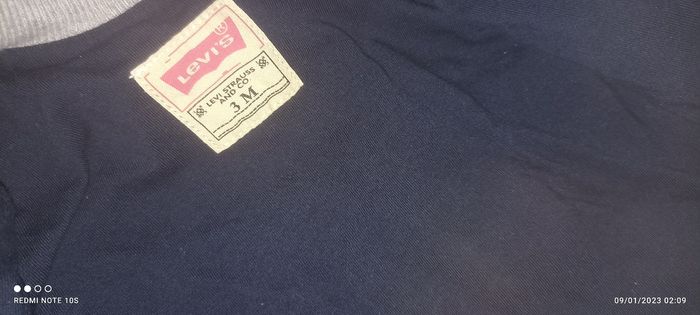 LEVI'S ®
LEVI STRAUSS
AND CO
3 M
REDMI NOTE 10S
09/01/2023 02:09